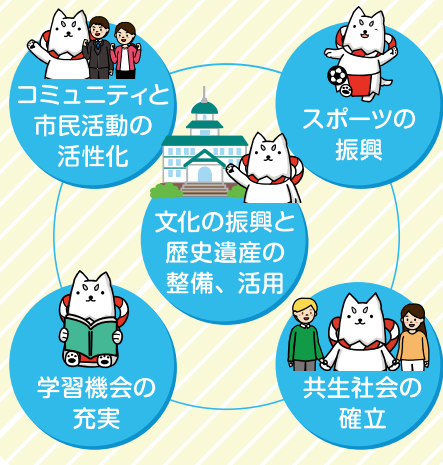 コミュニティと
市民活動の
活性化
スポーツの
振興
文化の振興と
歴史遺産の
整備、活用
学習機会の
充実
共生社会の
確立